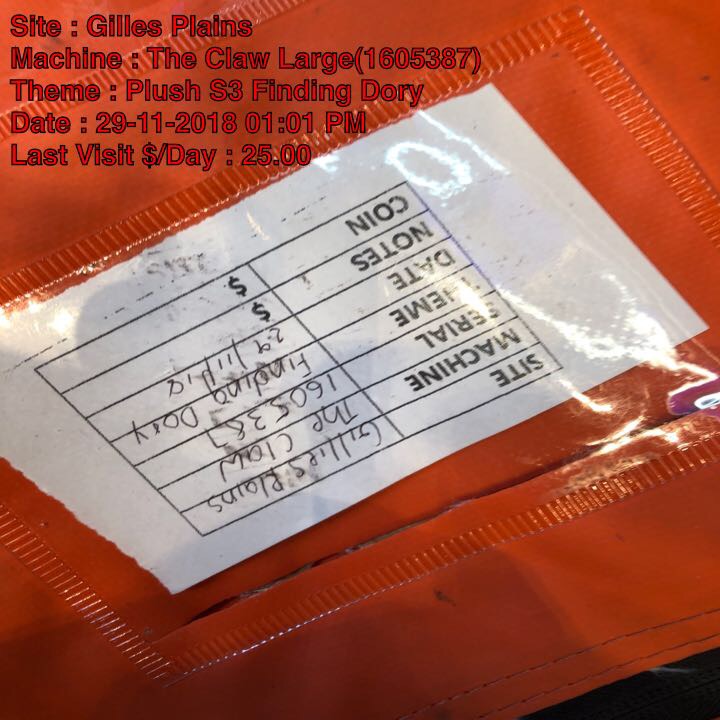 Site : Gilles Plains
Machine : The Claw Large(1605387)
Theme : Plush S3 Finding Dory
Date : 29-11-2018 01:01 PM
Last Visit $/Day : 25.00
SITE Gilles Plains
MACHINE The Claw
SERIAL 1605387
THEME Finding Dory
DATE 29/11/18
NOTES $
COIN $